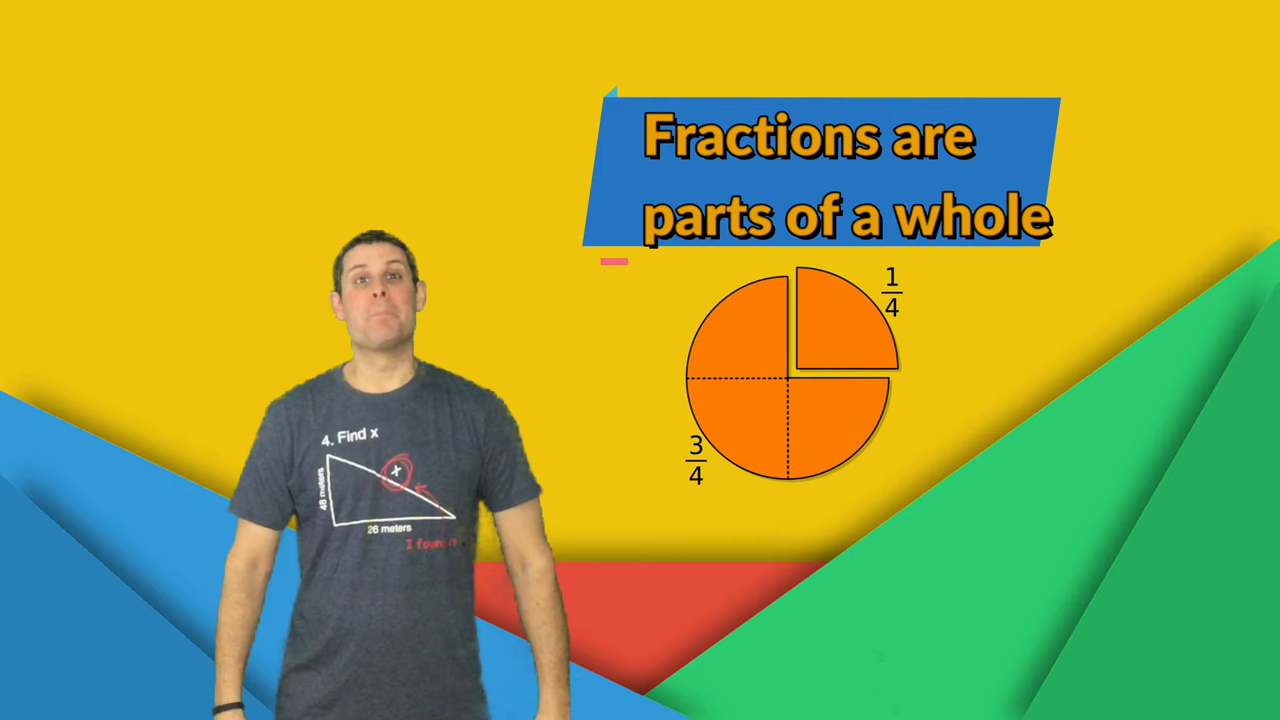 Fractions are
parts of a whole
1
4
3
4
4. Find x
x
48 meters
26 meters
I found it